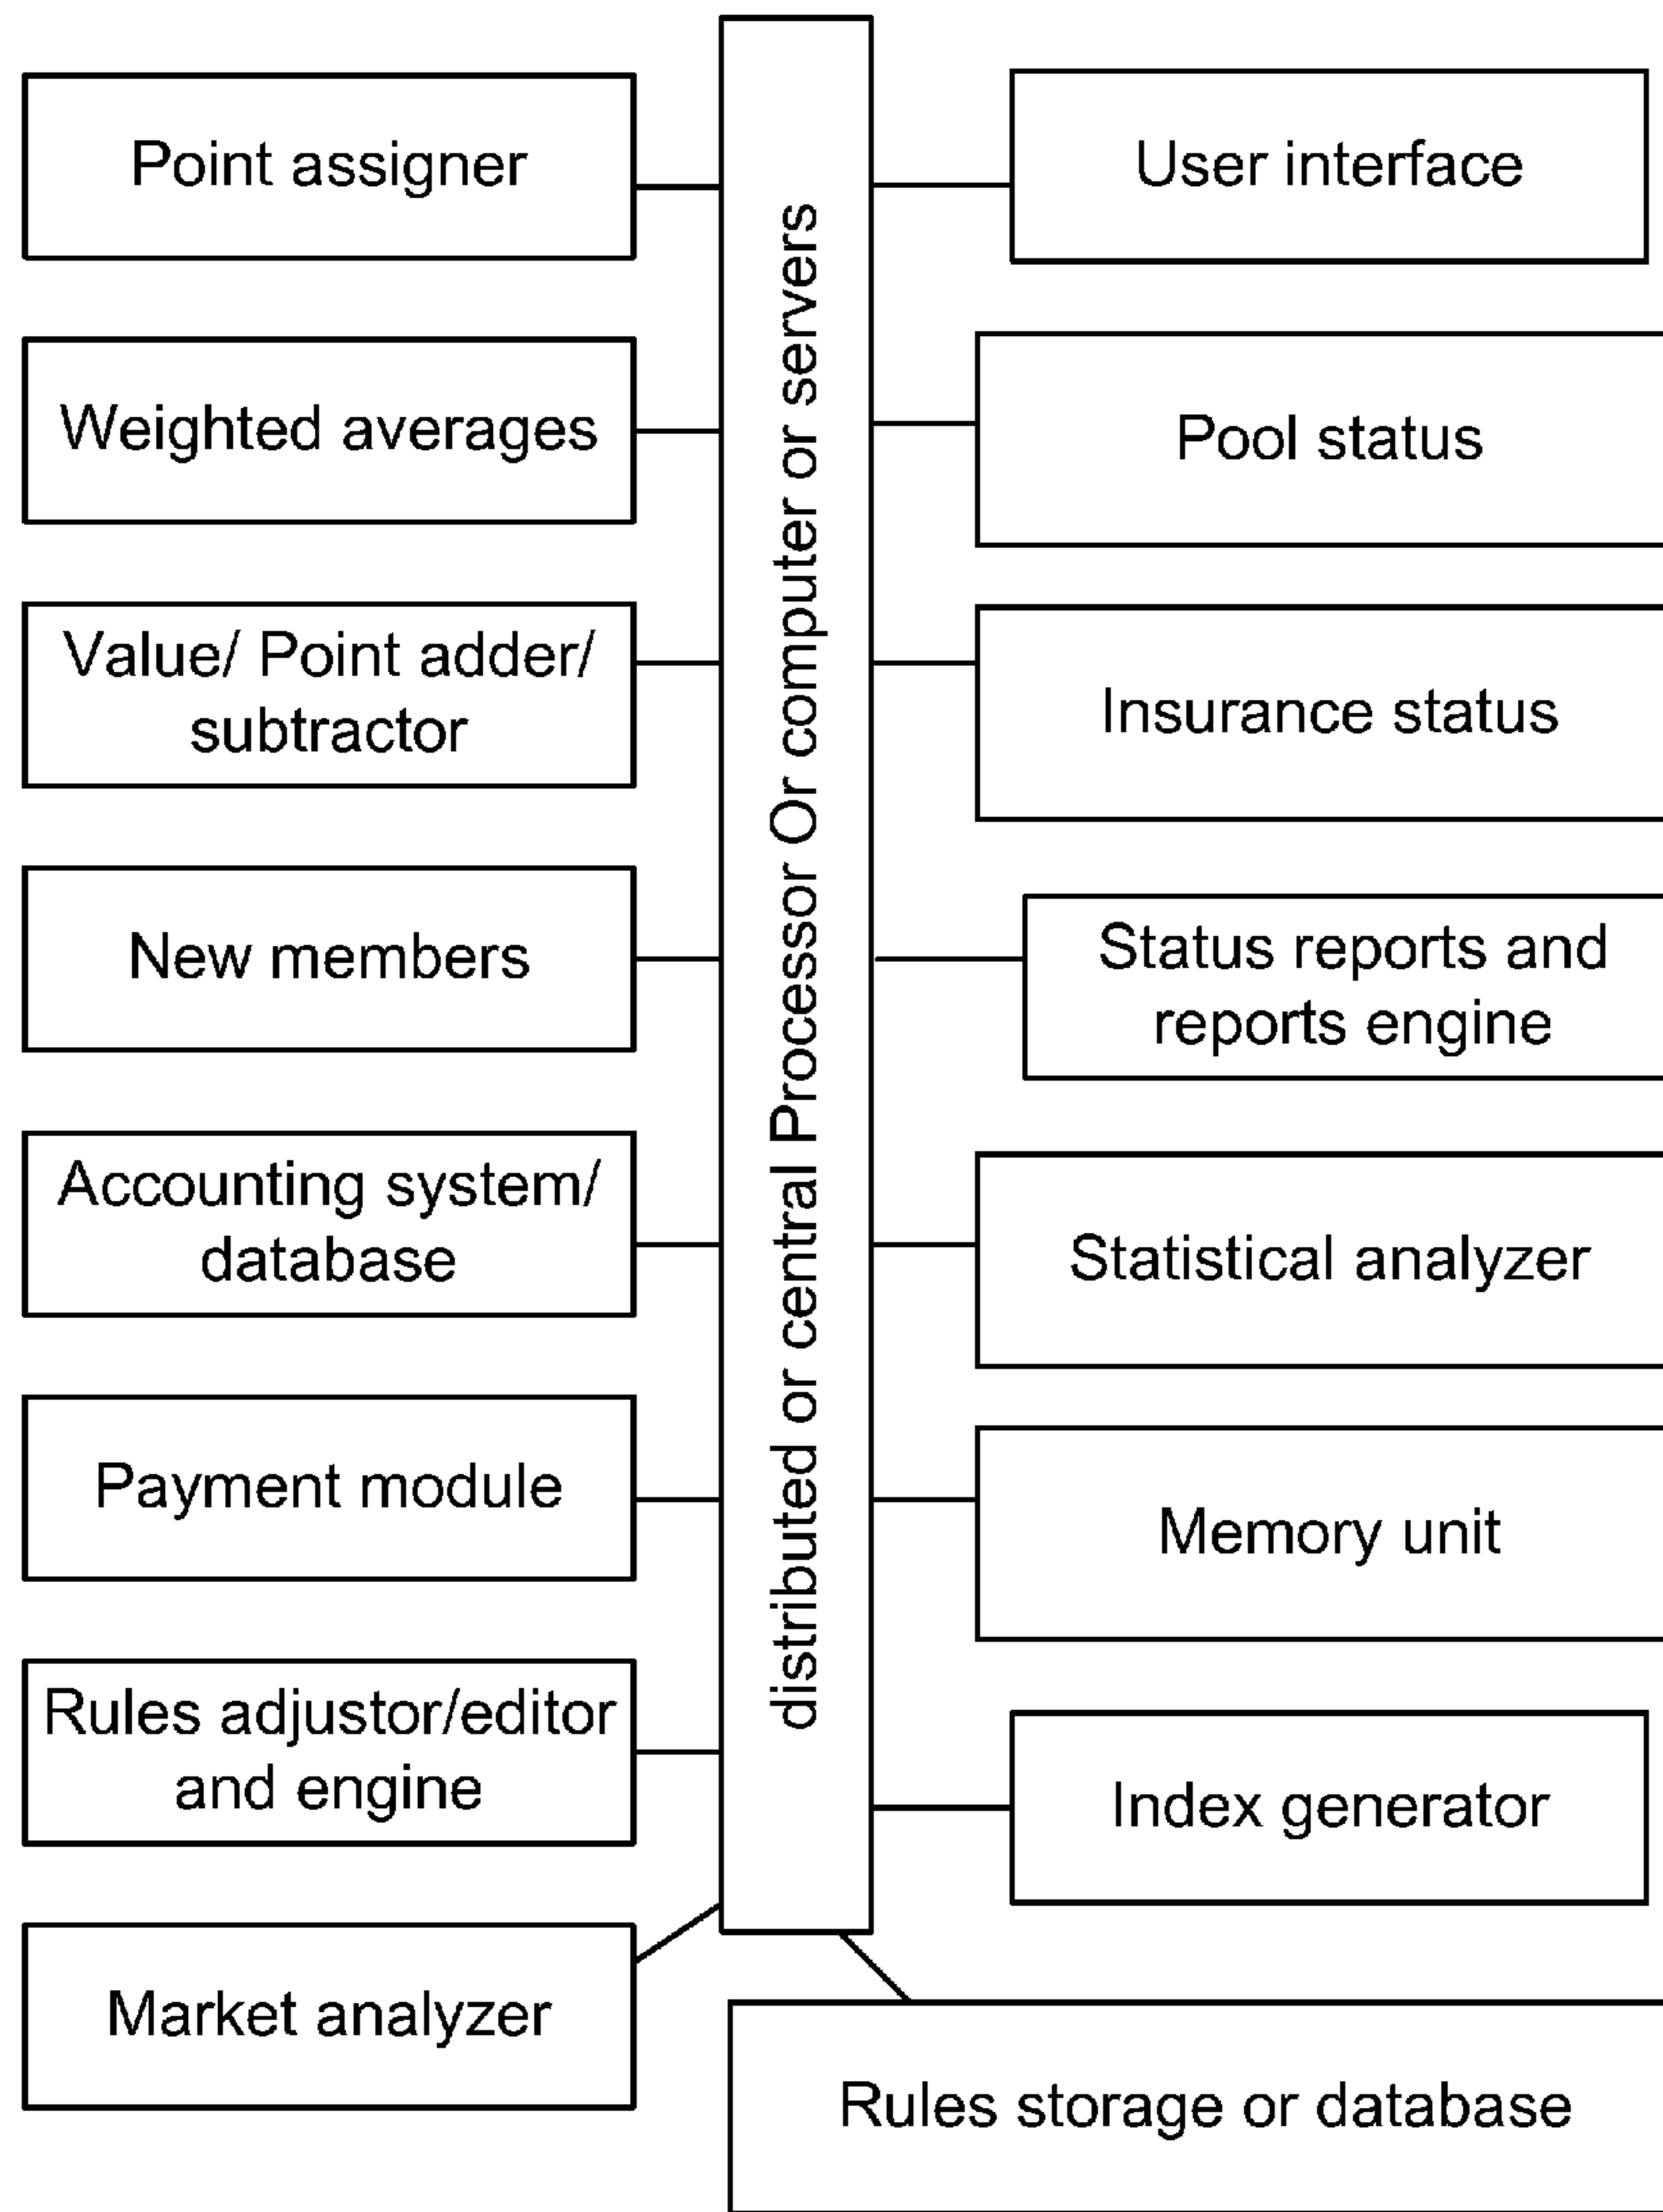 Point assigner
Weighted averages
Value/ Point adder/
subtractor
New members
Accounting system/
database
Payment module
Rules adjustor/editor
and engine
Market analyzer
distributed or central Processor Or computer or servers
User interface
Pool status
Insurance status
Status reports and
reports engine
Statistical analyzer
Memory unit
Index generator
Rules storage or database